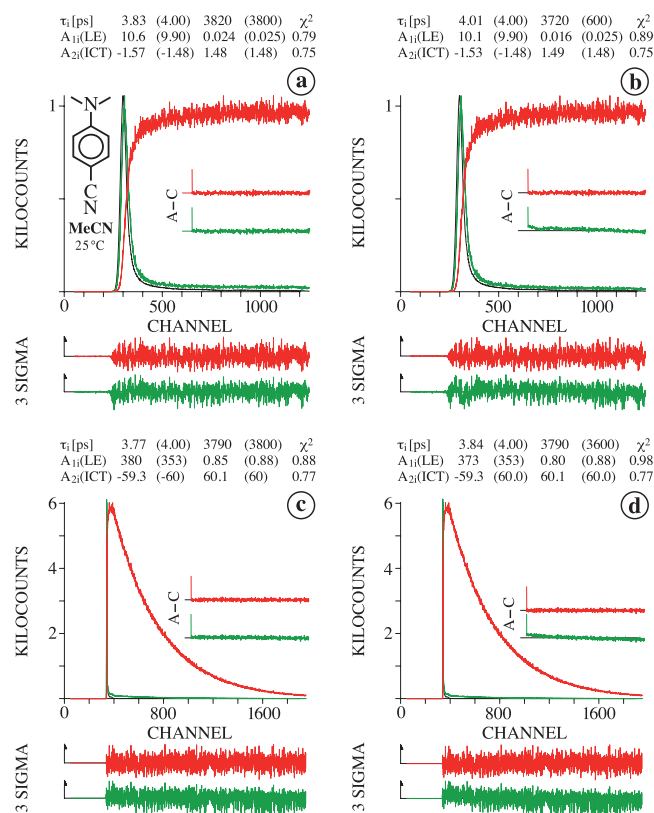 τi [ps] 3.83 (4.00) 3820 (3800) χ2
A1i(LE) 10.6 (9.90) 0.024 (0.025) 0.79
A2i(ICT) -1.57 (-1.48) 1.48 (1.48) 0.75
a
1
KILOCOUNTS
N
C
N
MeCN
25°C
A-C
0 500 1000
CHANNEL
3 SIGMA
τi [ps] 4.01 (4.00) 3720 (600) χ2
A1i(LE) 10.1 (9.90) 0.016 (0.025) 0.89
A2i(ICT) -1.53 (-1.48) 1.49 (1.48) 0.75
b
1
KILOCOUNTS
A-C
0 500 1000
CHANNEL
3 SIGMA
τi [ps] 3.77 (4.00) 3790 (3800) χ2
A1i(LE) 380 (353) 0.85 (0.88) 0.88
A2i(ICT) -59.3 (-60) 60.1 (60) 0.77
c
6
4
2
KILOCOUNTS
A-C
0 800 1600
CHANNEL
3 SIGMA
τi [ps] 3.84 (4.00) 3790 (3600) χ2
A1i(LE) 373 (353) 0.80 (0.88) 0.98
A2i(ICT) -59.3 (60.0) 60.1 (60.0) 0.77
d
6
4
2
KILOCOUNTS
A-C
0 800 1600
CHANNEL
3 SIGMA